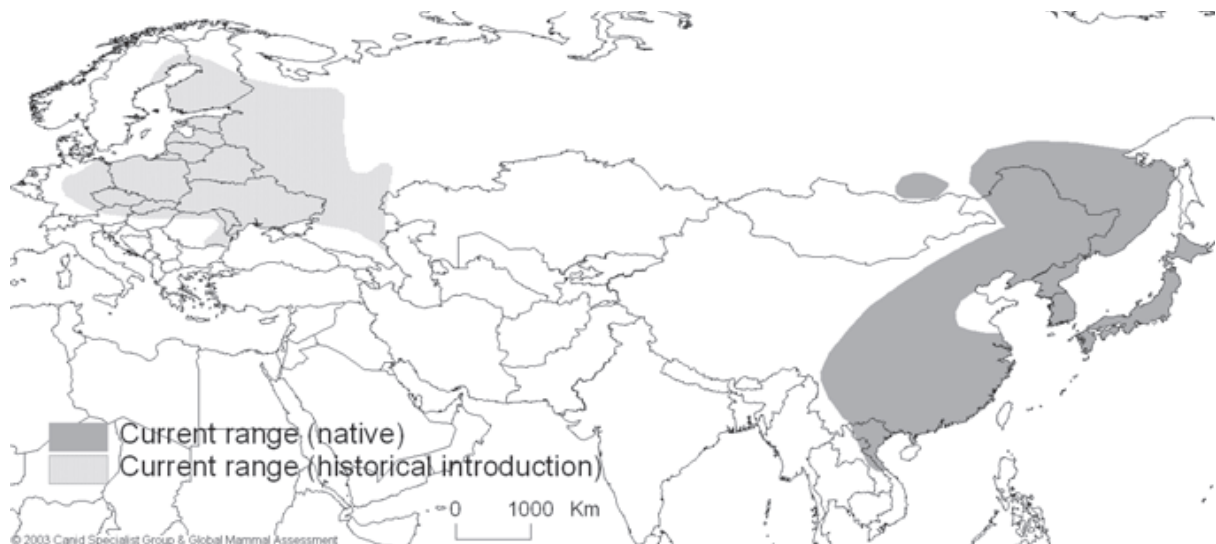 Current range (native)
Current range (historical introduction)
0 1000 Km
© 2003 Canid Specialist Group & Global Mammal Assessment